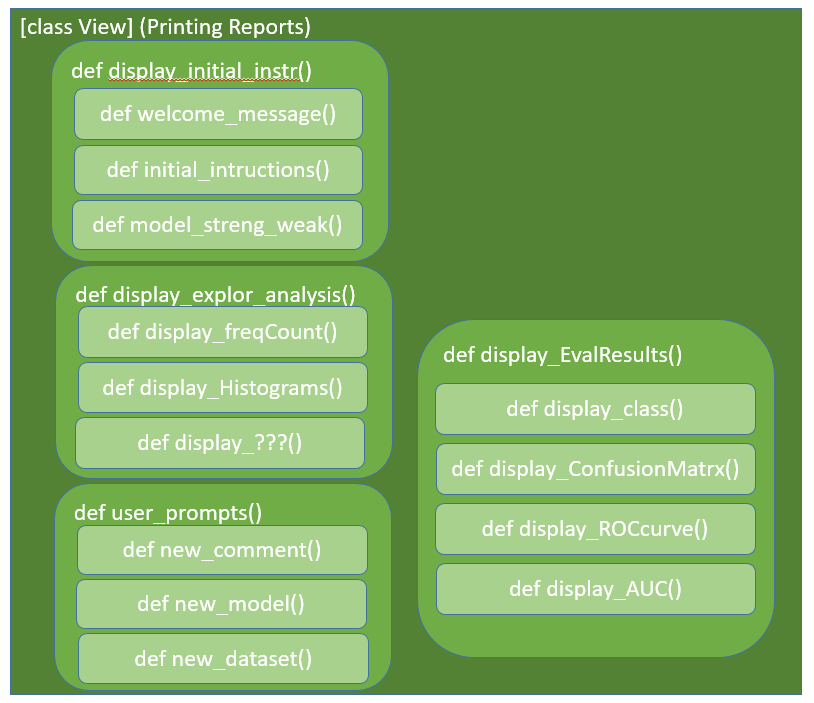 [class View] (Printing Reports)
def display_initial_instr()
def welcome_message()
def initial_intructions()
def model_streng_weak()
def display_explor_analysis()
def display_freqCount()
def display_Histograms()
def display_???()
def user_prompts()
def new_comment()
def new_model()
def new_dataset()
def display_EvalResults()
def display_class()
def display_ConfusionMatrx()
def display_ROCcurve()
def display_AUC()